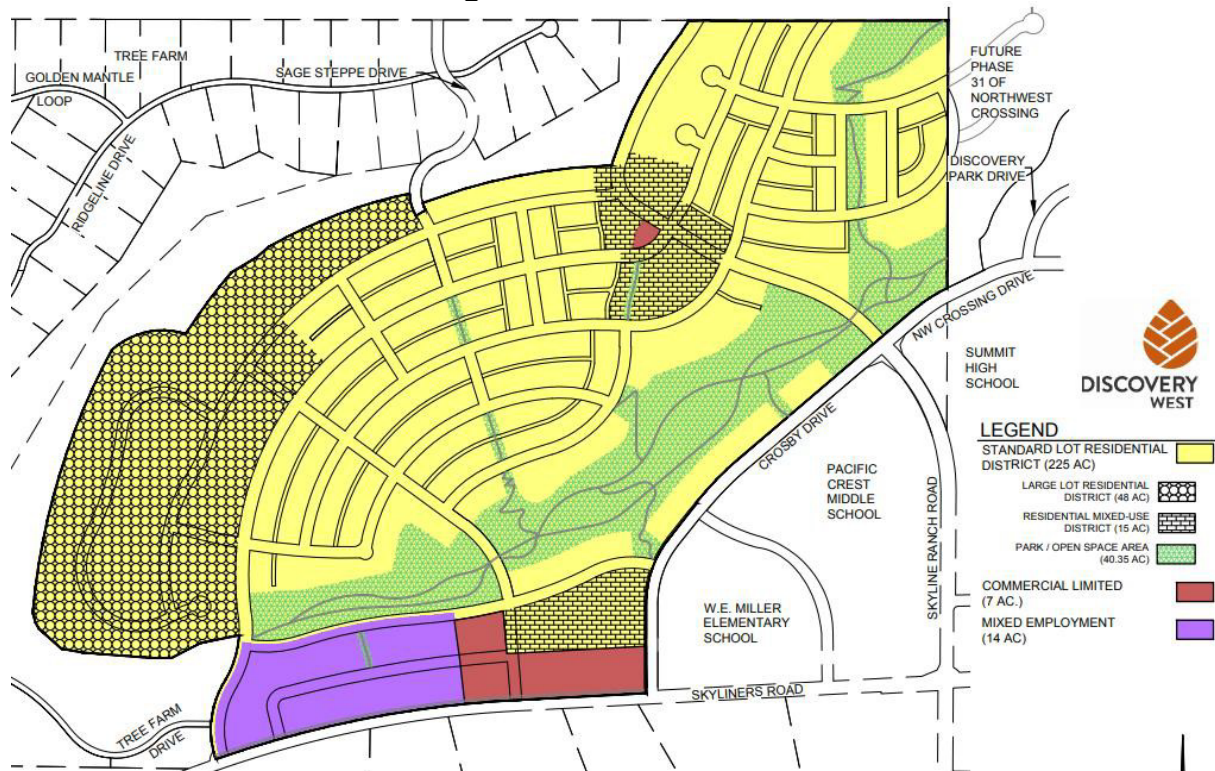 TREE FARM
GOLDEN MANTLE
LOOP
SAGE STEPPE DRIVE
RIDGELINE DRIVE
FUTURE
PHASE
31 OF
NORTHWEST
CROSSING
DISCOVERY
PARK DRIVE
NW CROSSING DRIVE
SUMMIT
HIGH
SCHOOL
CROSBY DRIVE
PACIFIC
CREST
MIDDLE
SCHOOL
SKYLINE RANCH ROAD
W.E. MILLER
ELEMENTARY
SCHOOL
SKYLINERS ROAD
TREE FARM
DRIVE
DISCOVERY
WEST
LEGEND
STANDARD LOT RESIDENTIAL
DISTRICT (225 AC)
LARGE LOT RESIDENTIAL
DISTRICT (48 AC)
RESIDENTIAL MIXED-USE
DISTRICT (15 AC)
PARK / OPEN SPACE AREA
(40.35 AC)
COMMERCIAL LIMITED
(7 AC.)
MIXED EMPLOYMENT
(14 AC)